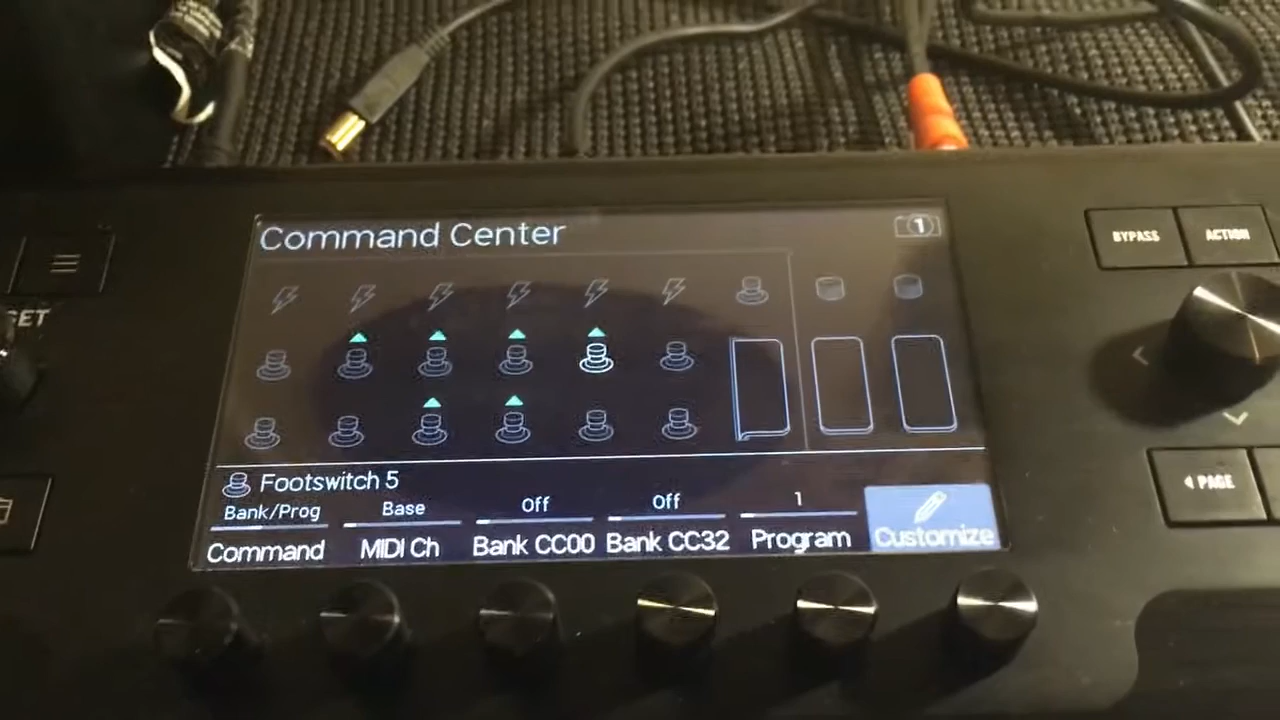 Command Center
1
BYPASS
ACTION
ET
Footswitch 5
Bank/Prog
Base
Off
Off
1
Command
MIDI Ch
Bank CC00
Bank CC32
Program
Customize
PAGE